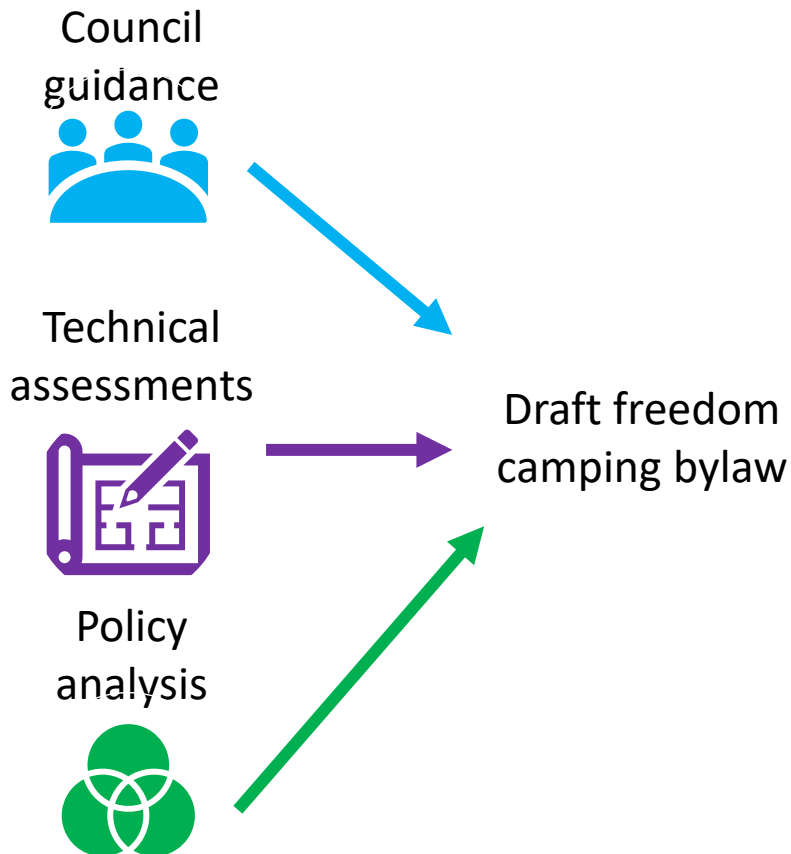 Council
guidance
Technical
assessments
Draft freedom
camping bylaw
Policy
analysis